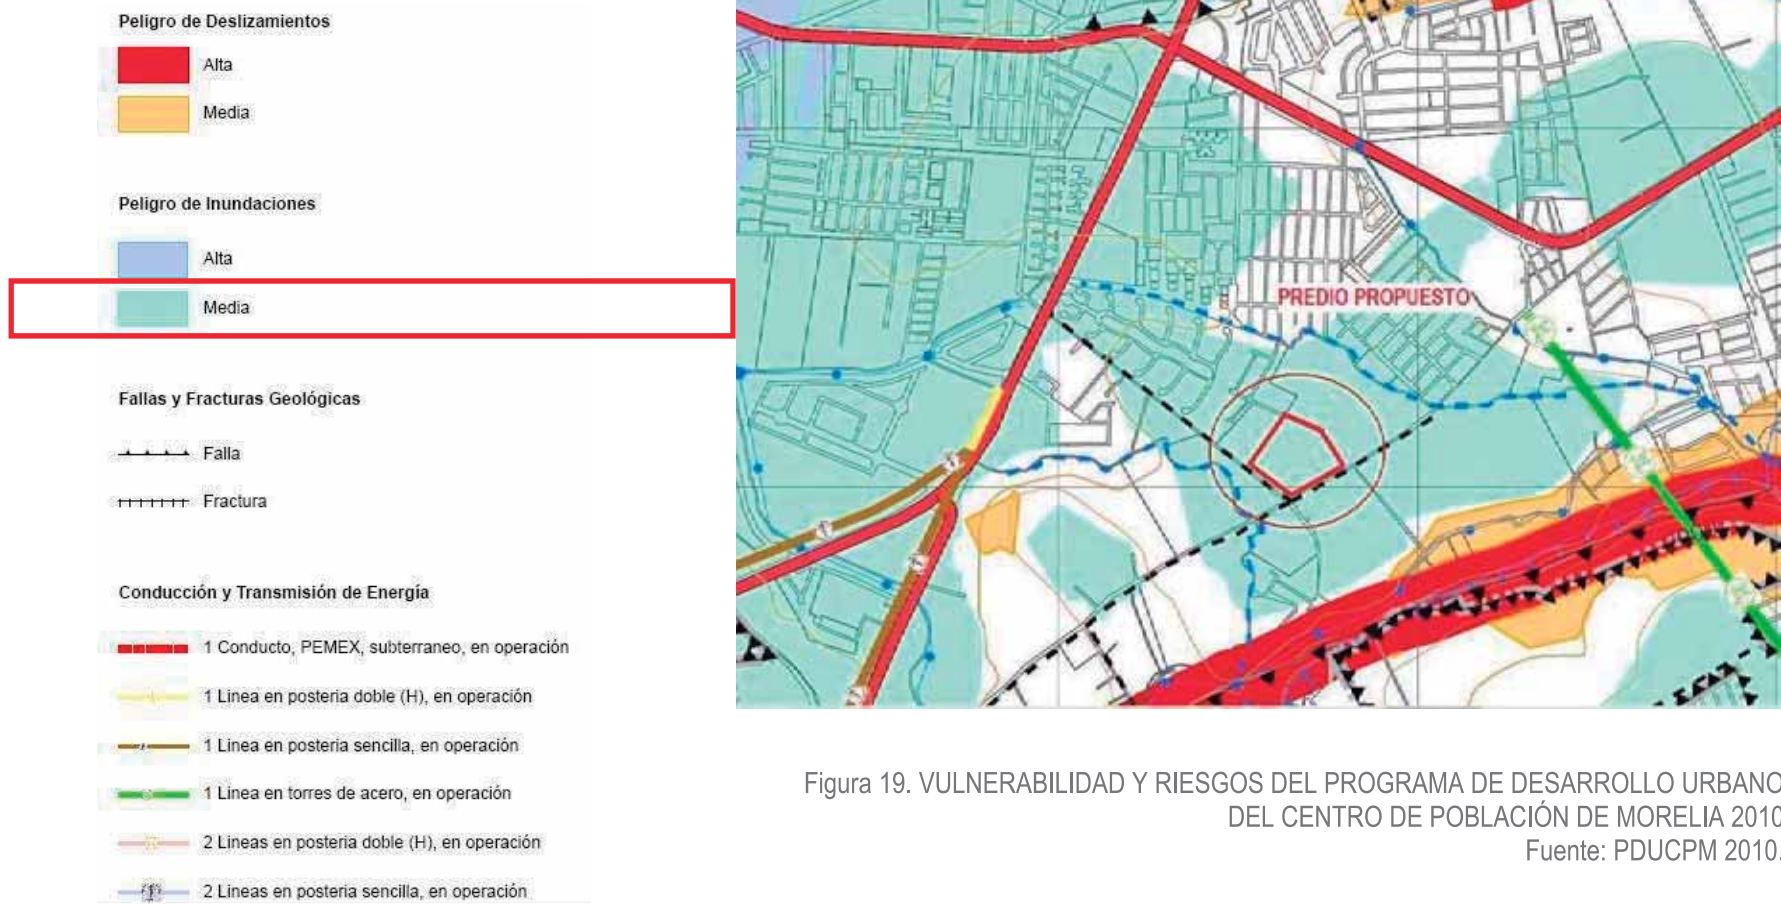 Peligro de Deslizamientos
Alta
Media
Peligro de Inundaciones
Alta
Media
Fallas y Fracturas Geológicas
Falla
Fractura
Conducción y Transmisión de Energía
1 Conducto, PEMEX, subterraneo, en operación
1 Linea en posteria doble (H), en operación
1 Linea en posteria sencilla, en operación
1 Linea en torres de acero, en operación
2 Lineas en posteria doble (H), en operación
2 Lineas en posteria sencilla, en operación
PREDIO PROPUESTO
Figura 19. VULNERABILIDAD Y RIESGOS DEL PROGRAMA DE DESARROLLO URBANO
DEL CENTRO DE POBLACIÓN DE MORELIA 2010
Fuente: PDUCPM 2010.